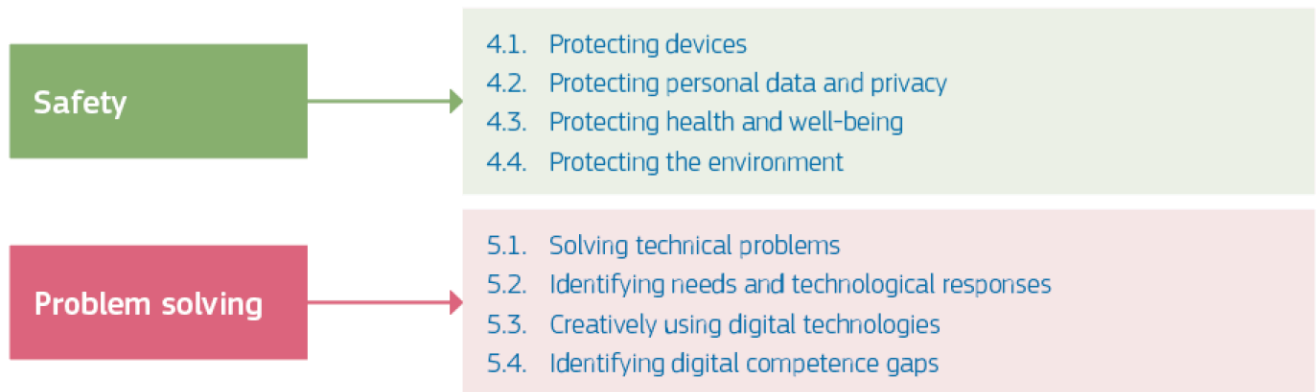 Safety
4.1. Protecting devices
4.2. Protecting personal data and privacy
4.3. Protecting health and well-being
4.4. Protecting the environment
Problem solving
5.1. Solving technical problems
5.2. Identifying needs and technological responses
5.3. Creatively using digital technologies
5.4. Identifying digital competence gaps